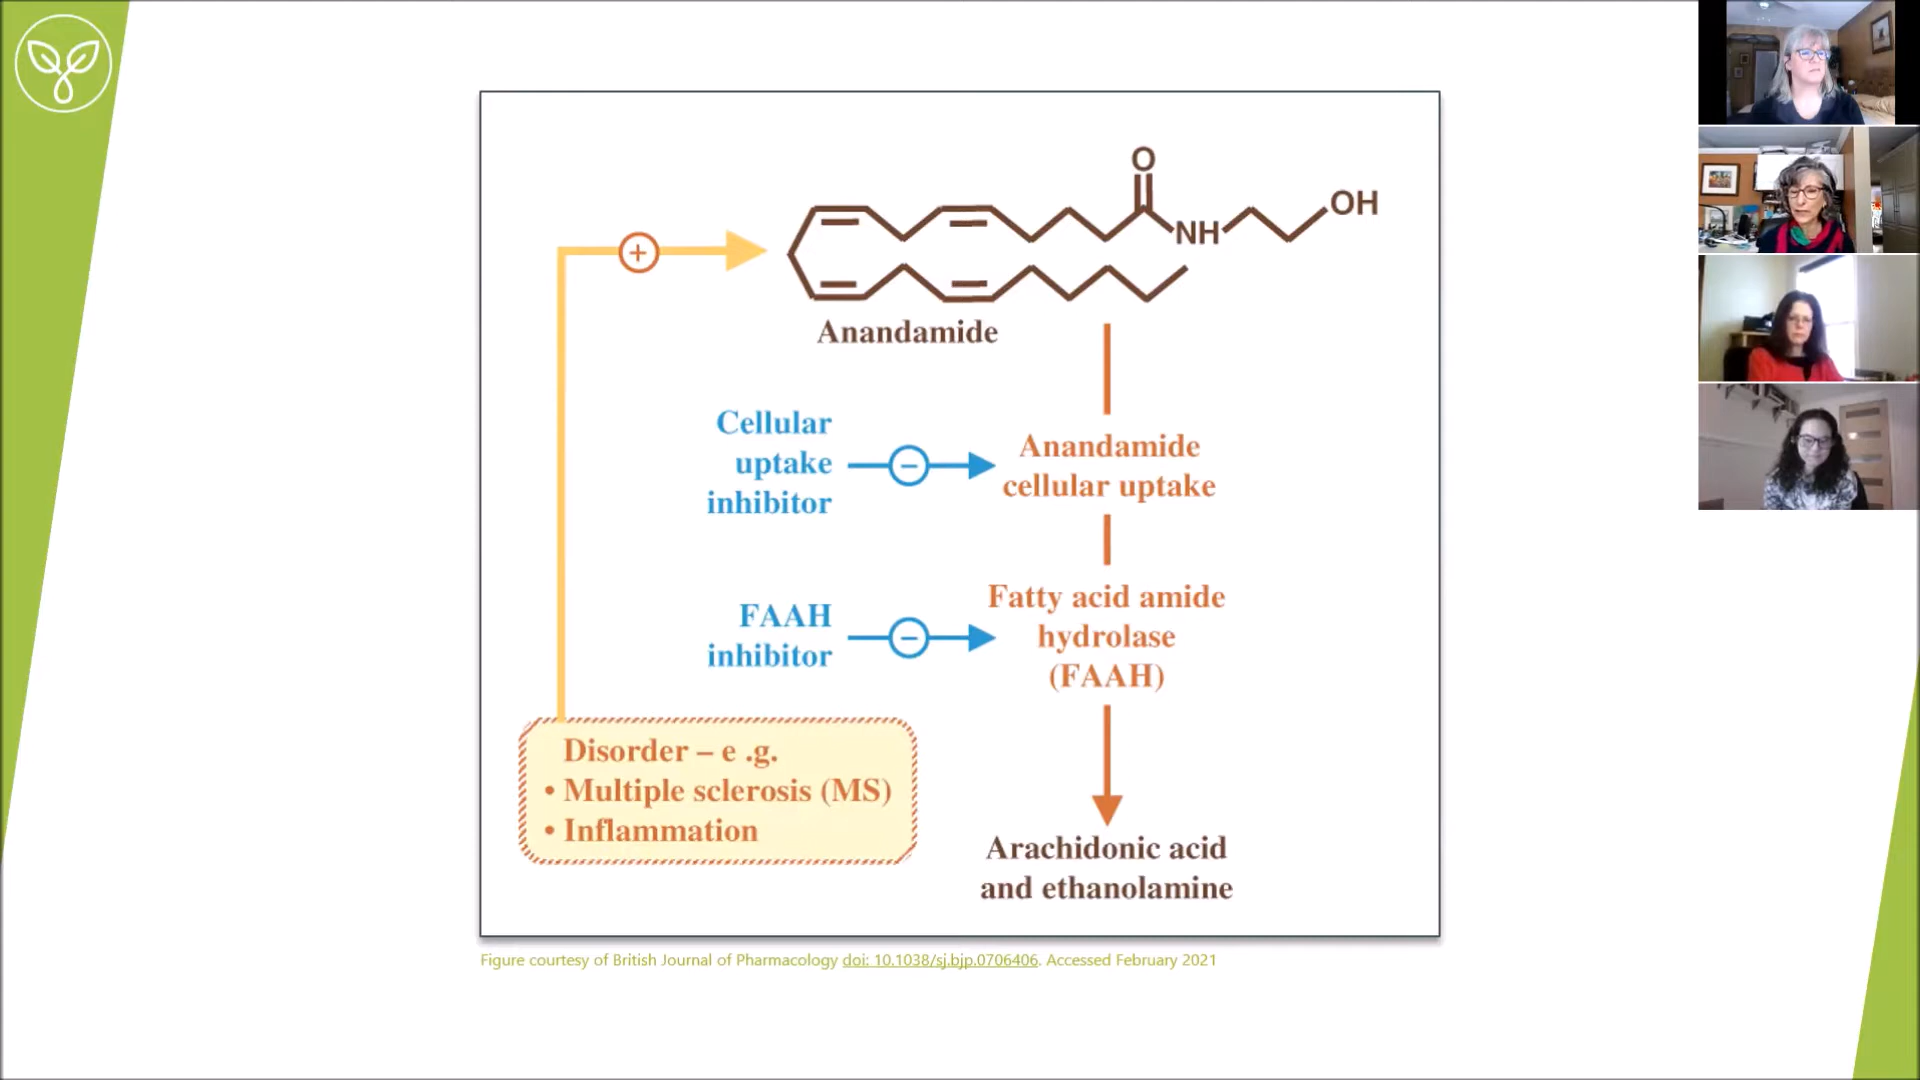 O
OH
NH
Anandamide
Cellular
uptake
inhibitor
Anandamide
cellular uptake
FAAH
inhibitor
Fatty acid amide
hydrolase
(FAAH)
Disorder – e .g.
• Multiple sclerosis (MS)
• Inflammation
Arachidonic acid
and ethanolamine
Figure courtesy of British Journal of Pharmacology doi: 10.1038/sj.bjp.0706406. Accessed February 2021